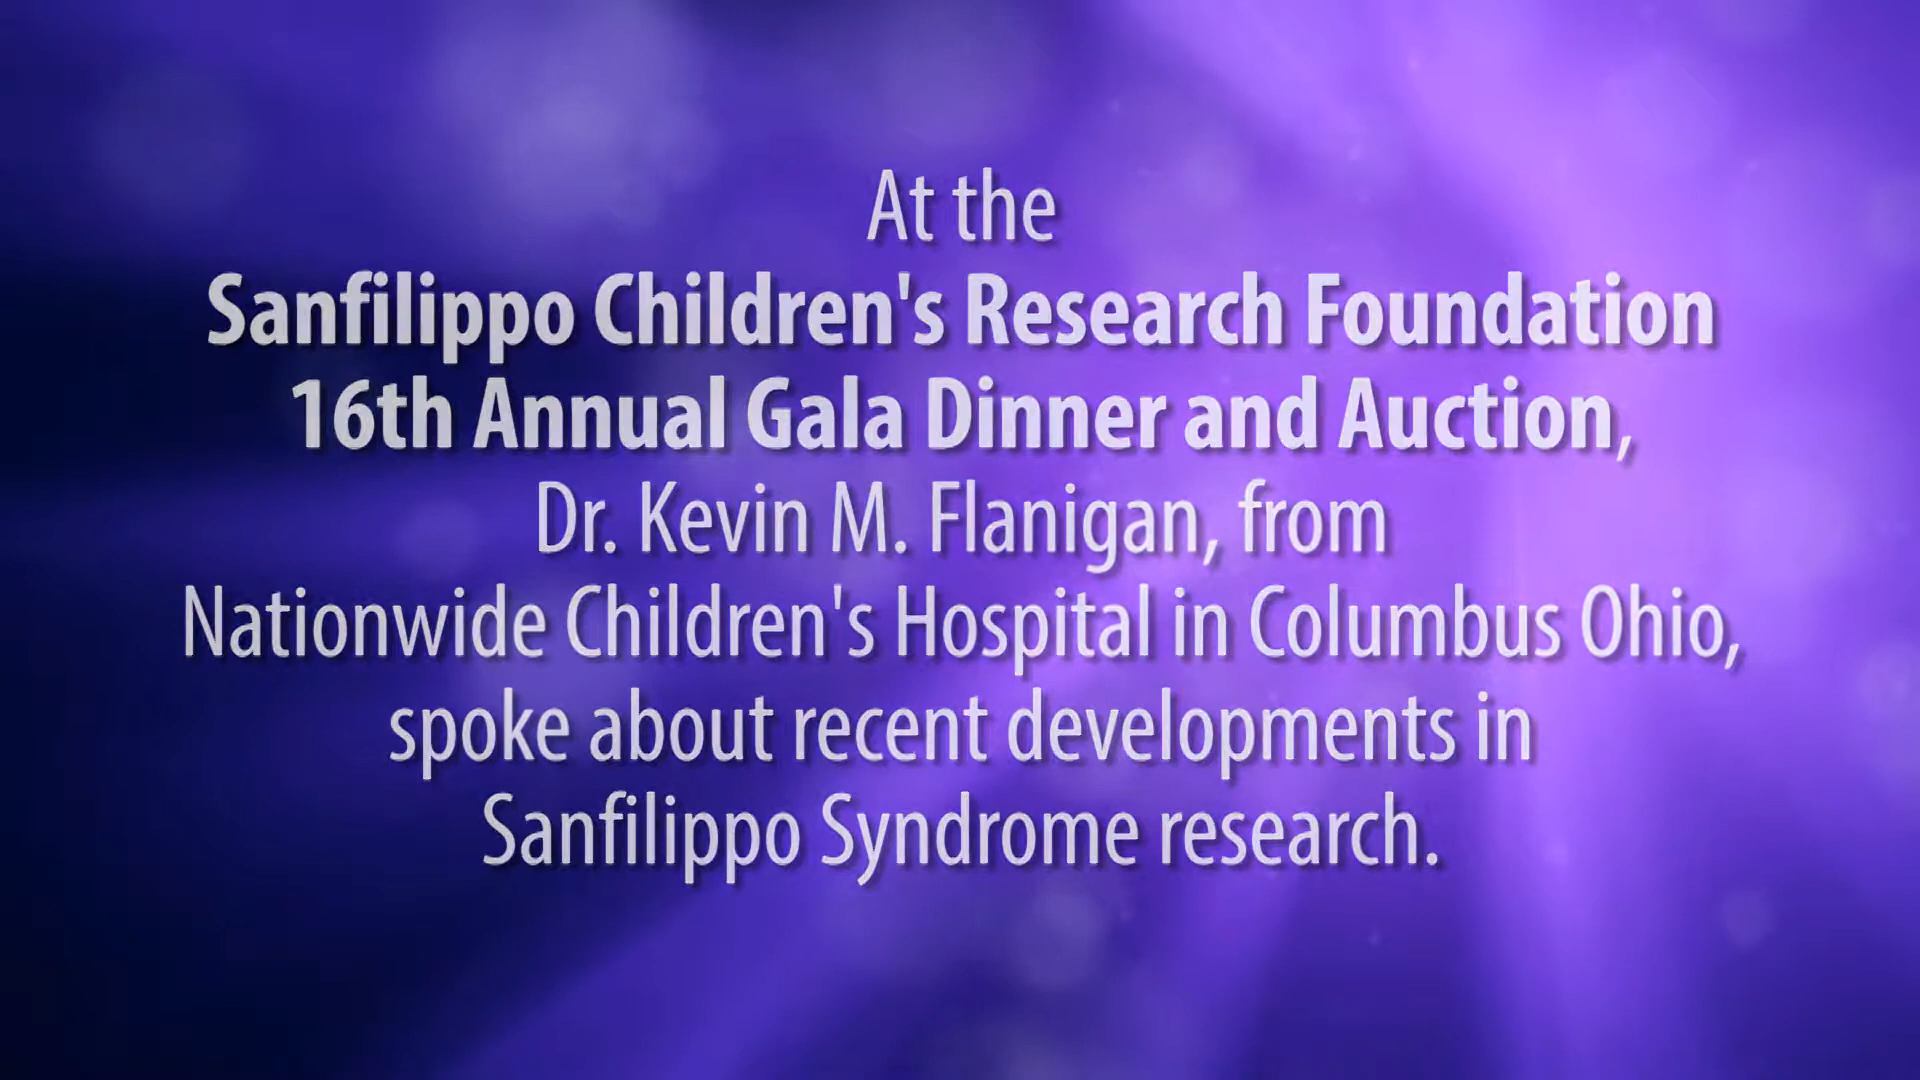 At the
Sanfilippo Children's Research Foundation
16th Annual Gala Dinner and Auction,
Dr. Kevin M. Flanigan, from
Nationwide Children's Hospital in Columbus Ohio,
spoke about recent developments in
Sanfilippo Syndrome research.